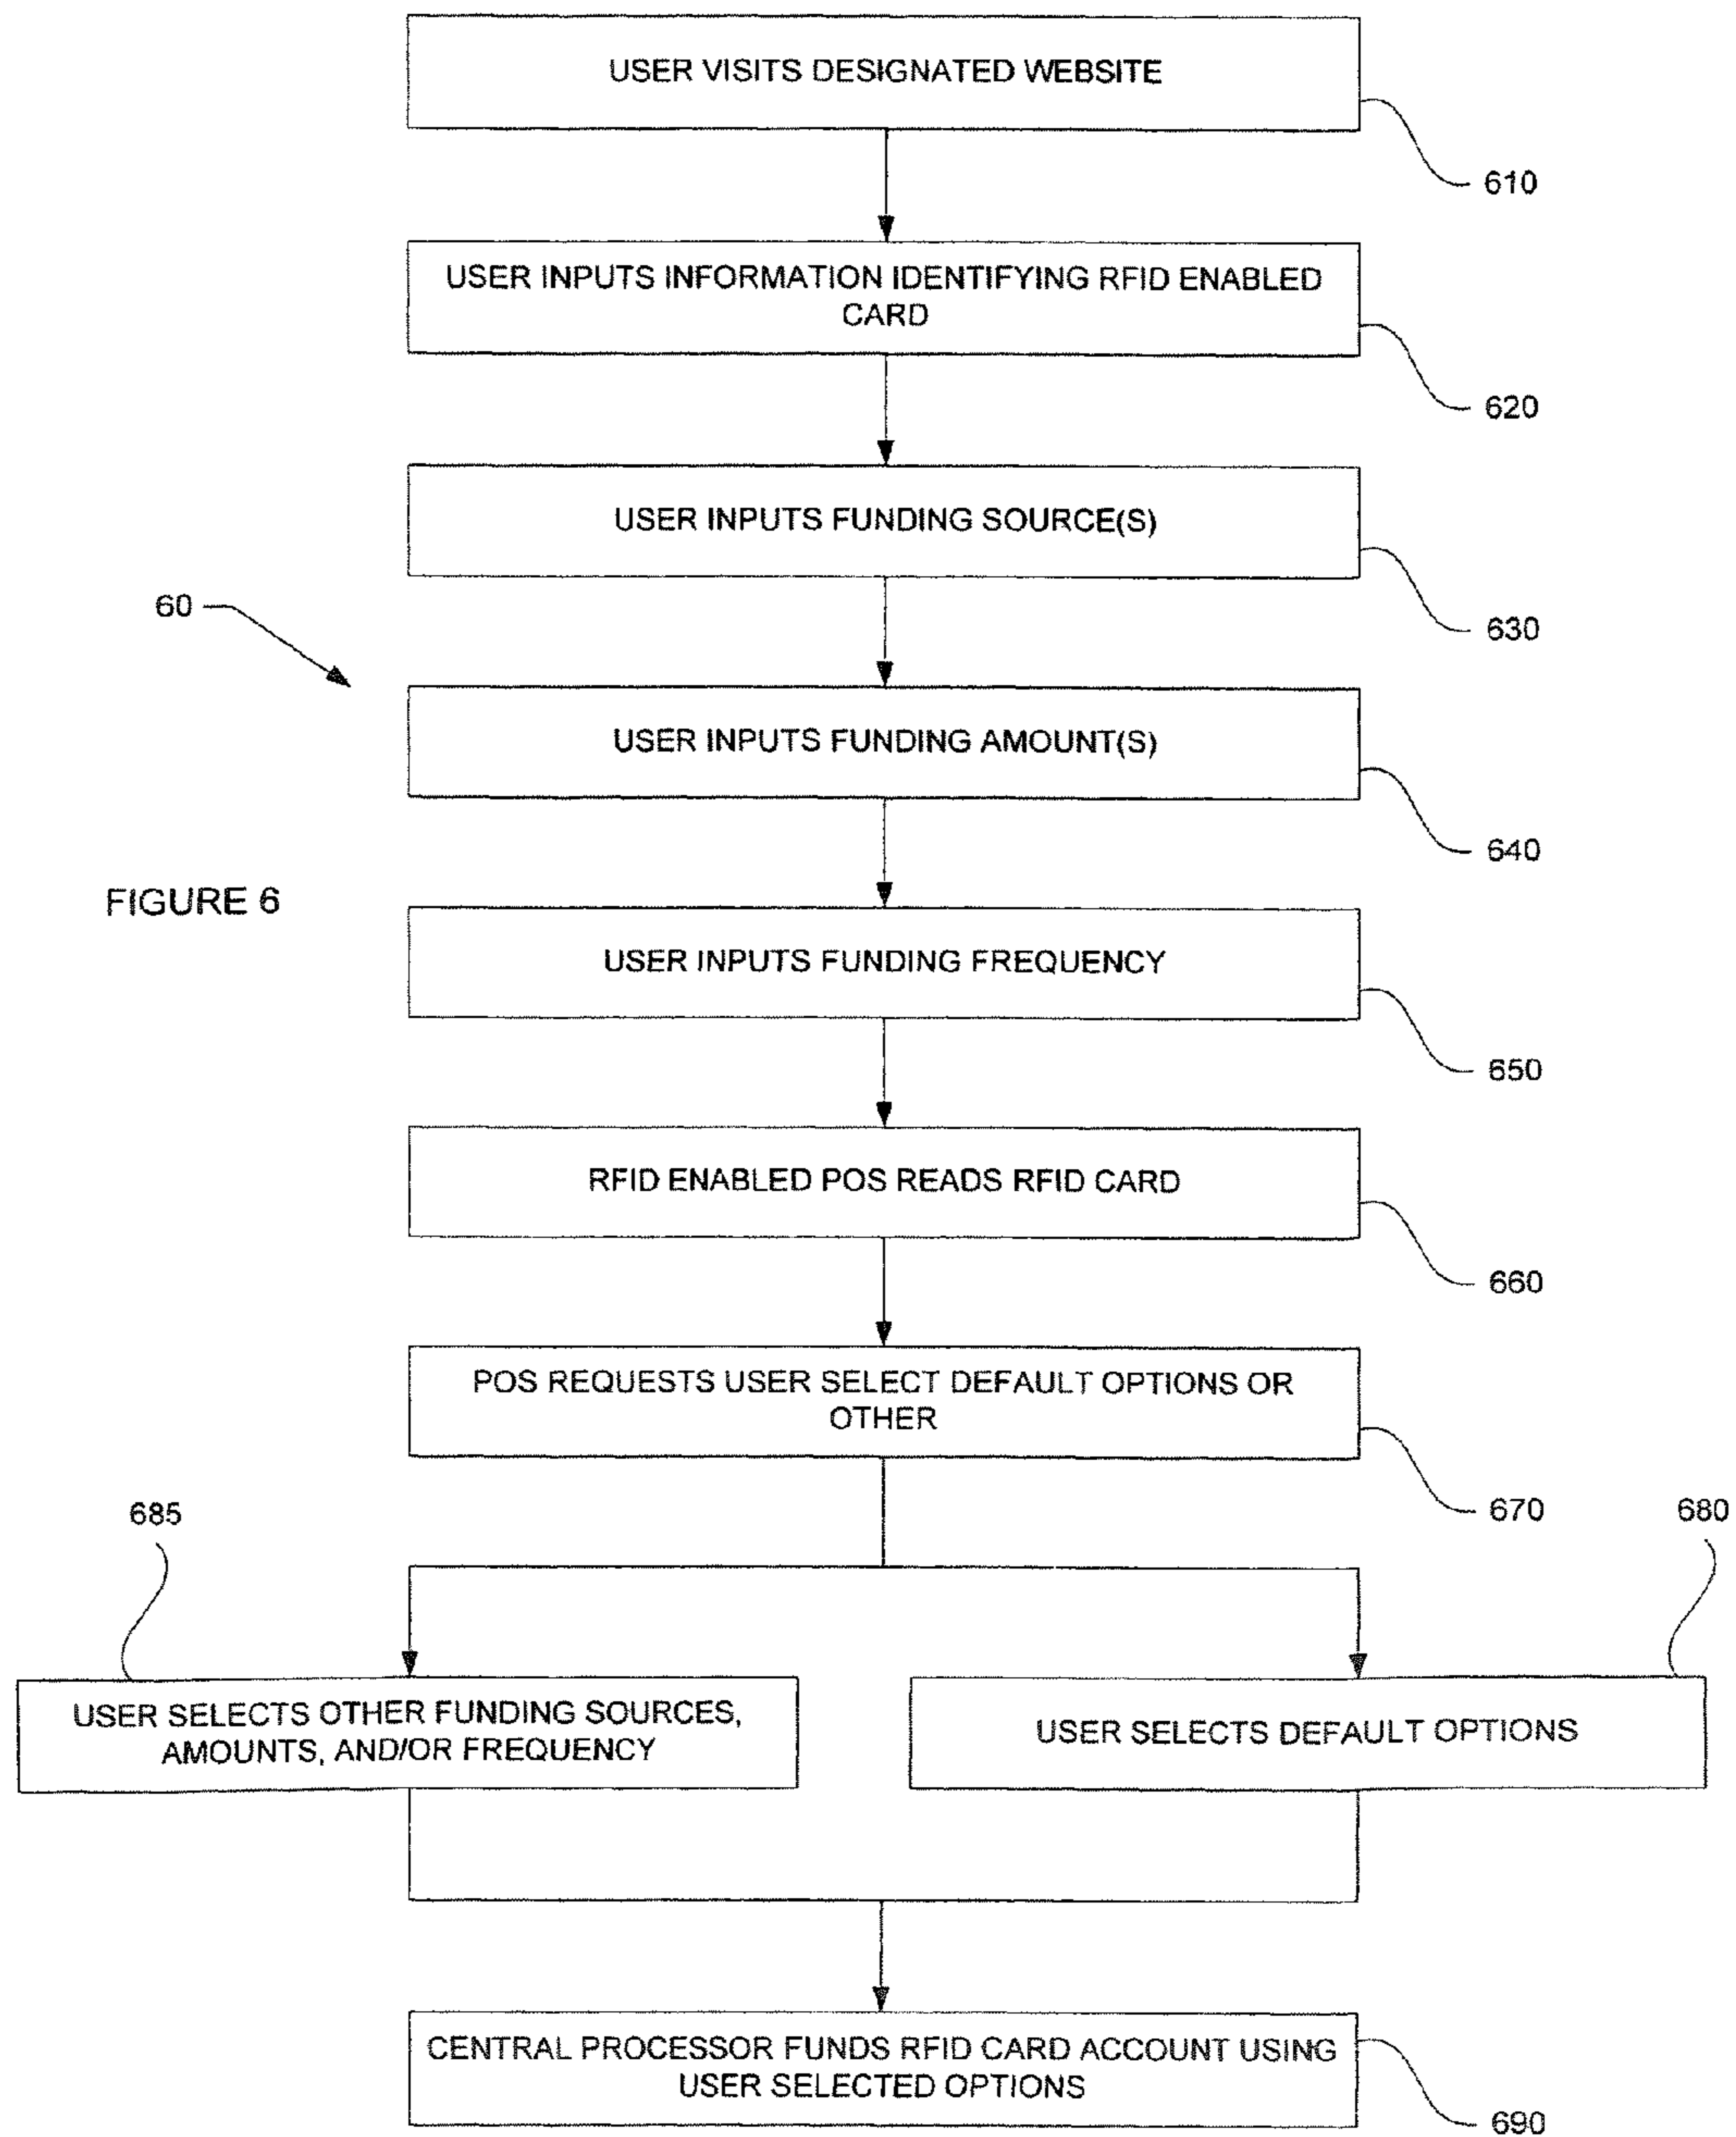 USER VISITS DESIGNATED WEBSITE
610
USER INPUTS INFORMATION IDENTIFYING RFID ENABLED
CARD
620
USER INPUTS FUNDING SOURCE(S)
630
60
USER INPUTS FUNDING AMOUNT(S)
640
FIGURE 6
USER INPUTS FUNDING FREQUENCY
650
RFID ENABLED POS READS RFID CARD
660
POS REQUESTS USER SELECT DEFAULT OPTIONS OR
OTHER
670
685
680
USER SELECTS OTHER FUNDING SOURCES,
AMOUNTS, AND/OR FREQUENCY
USER SELECTS DEFAULT OPTIONS
CENTRAL PROCESSOR FUNDS RFID CARD ACCOUNT USING
USER SELECTED OPTIONS
690